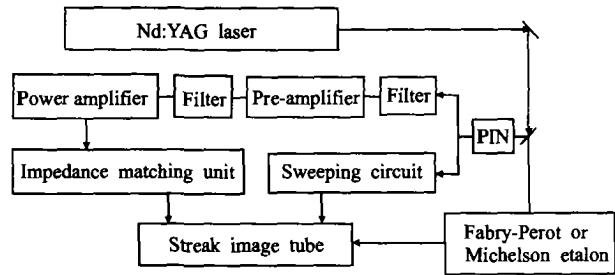 Nd:YAG laser
Power amplifier
Filter
Pre-amplifier
Filter
PIN
Impedance matching unit
Sweeping circuit
Streak image tube
Fabry-Perot or
Michelson etalon